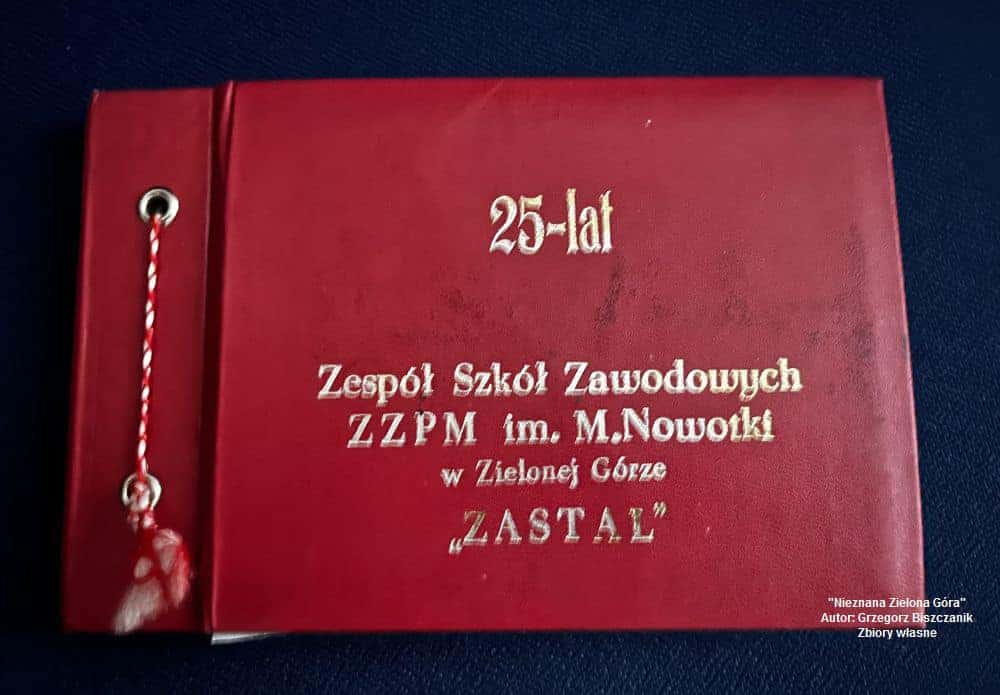 25-lat
Zespół Szkół Zawodowych
ZZPM im. M.Nowotki
w Zielonej Górze
„ZASTAL”
"Nieznana Zielona Góra"
Autor: Grzegorz Biszczanik
Zbiory własne